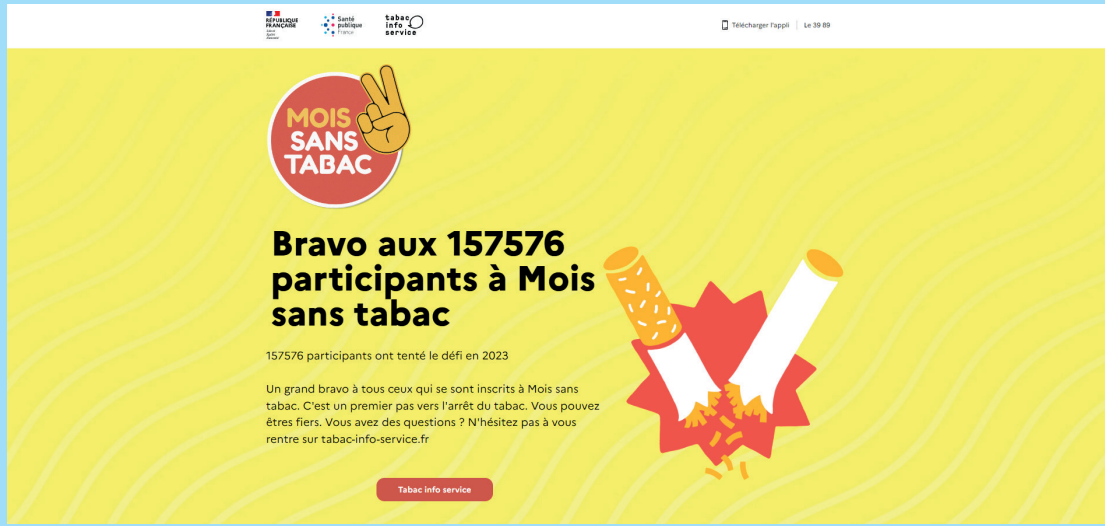 RÉPUBLIQUE
FRANÇAISE
Liberté
Égalité
Fraternité
Santé
publique
France
tabac
info
service
Télécharger l'appli
Le 39 89
MOIS
SANS
TABAC
Bravo aux 157576
participants à Mois
sans tabac
157576 participants ont tenté le défi en 2023
Un grand bravo à tous ceux qui se sont inscrits à Mois sans
tabac. C'est un premier pas vers l'arrêt du tabac. Vous pouvez
êtres fiers. Vous avez des questions ? N'hésitez pas à vous
rentre sur tabac-info-service.fr
Tabac info service